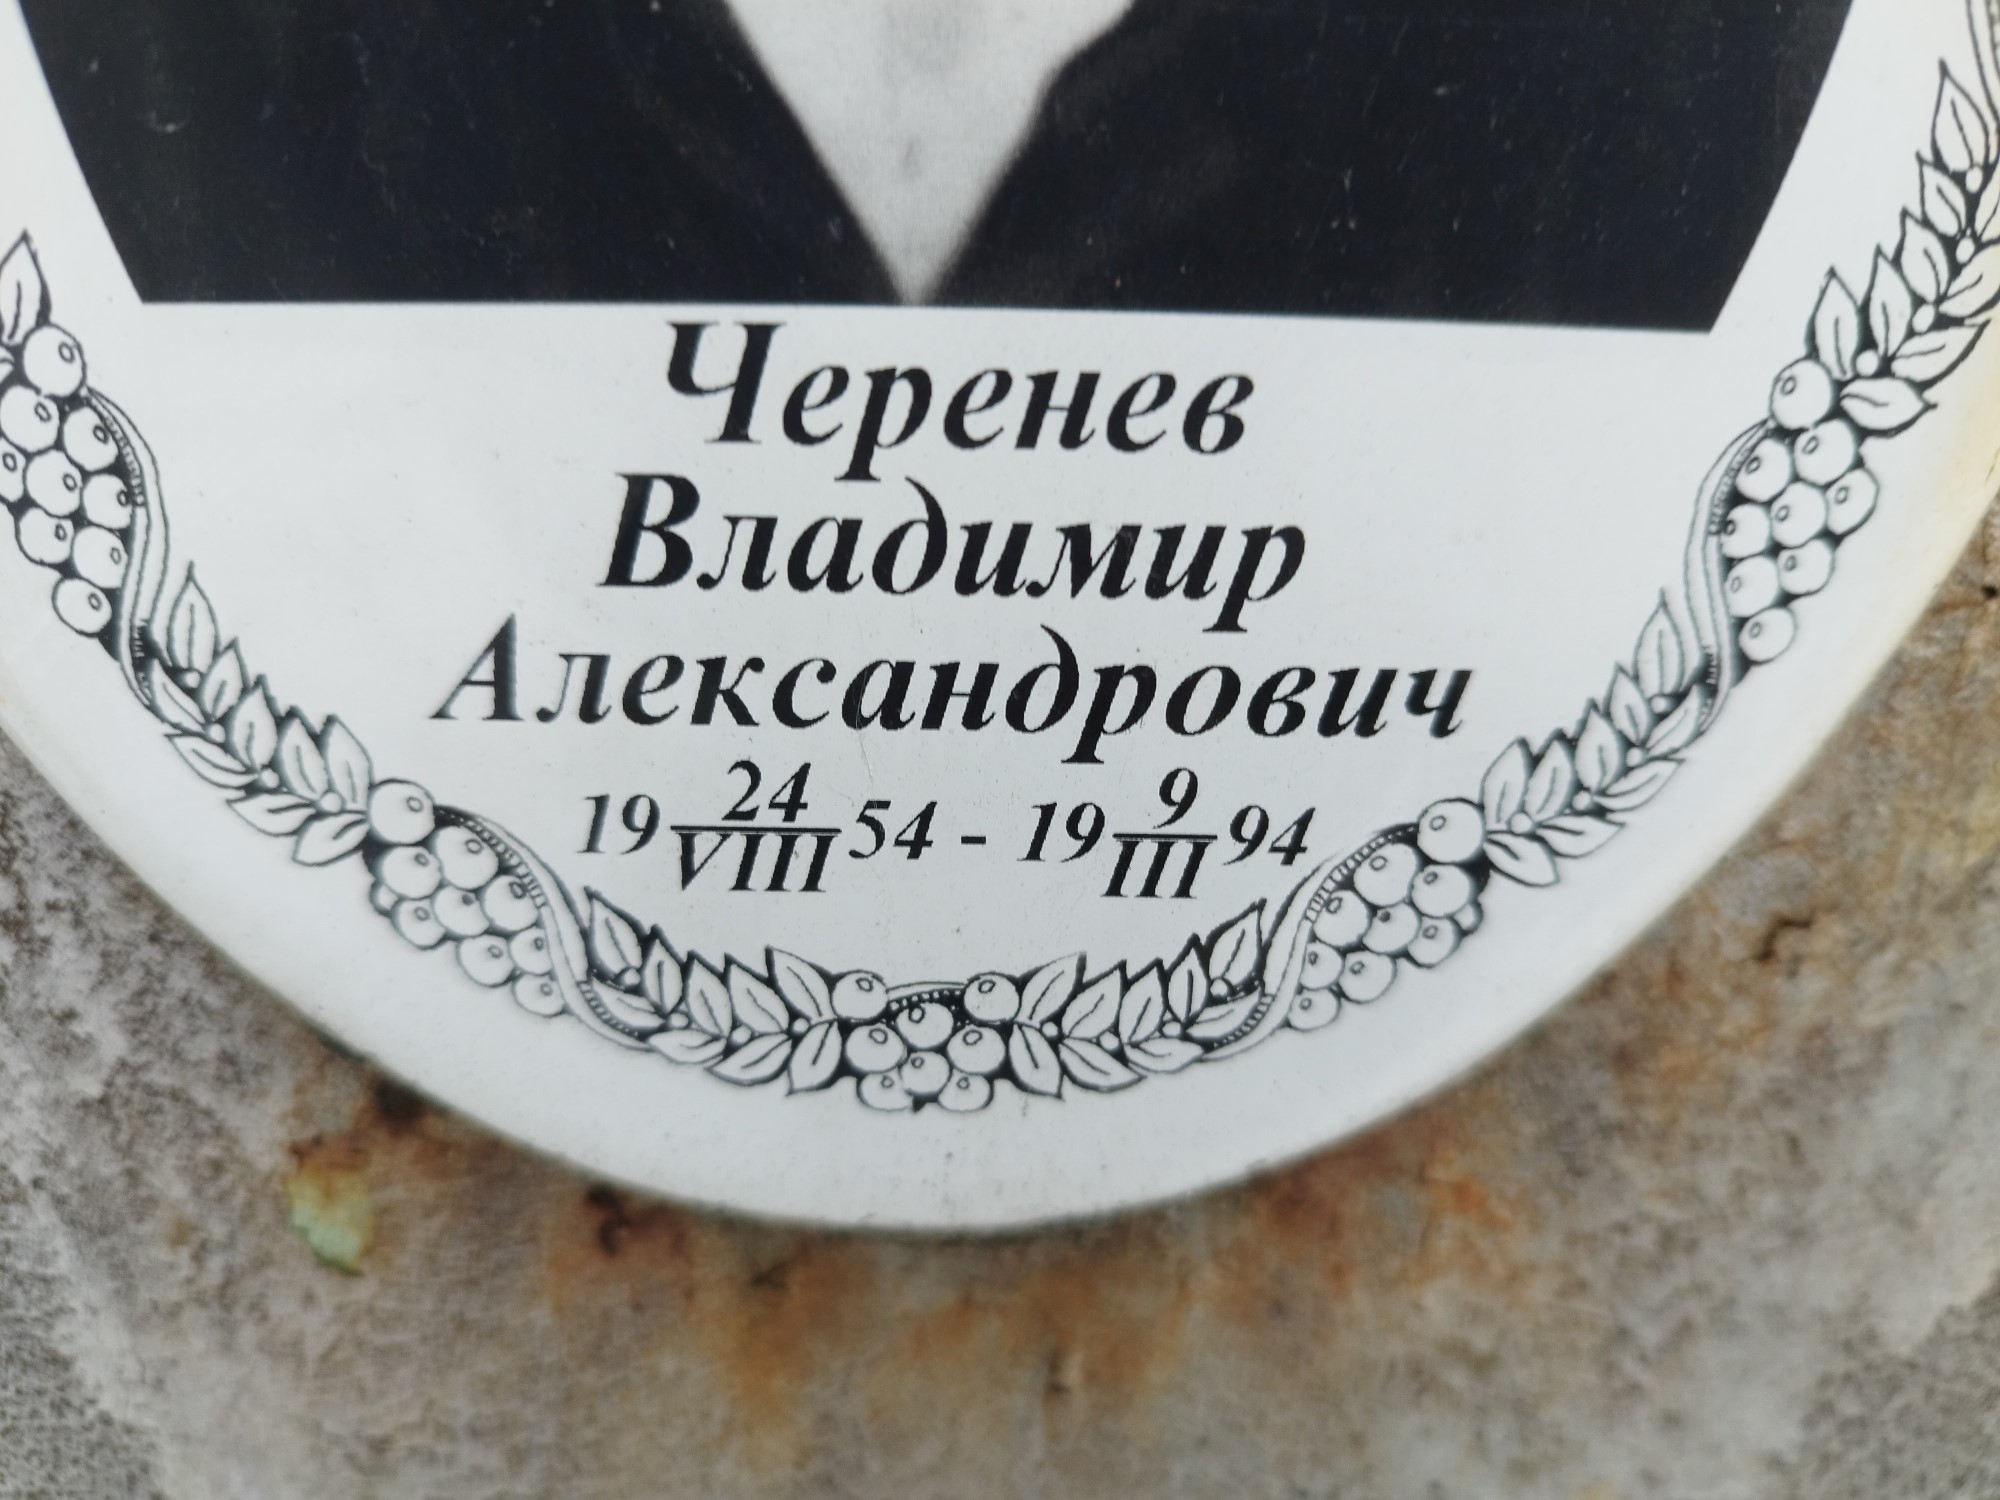 Черенев
Владимир
Александрович
19 24/VIII 54 - 19 9/III 94